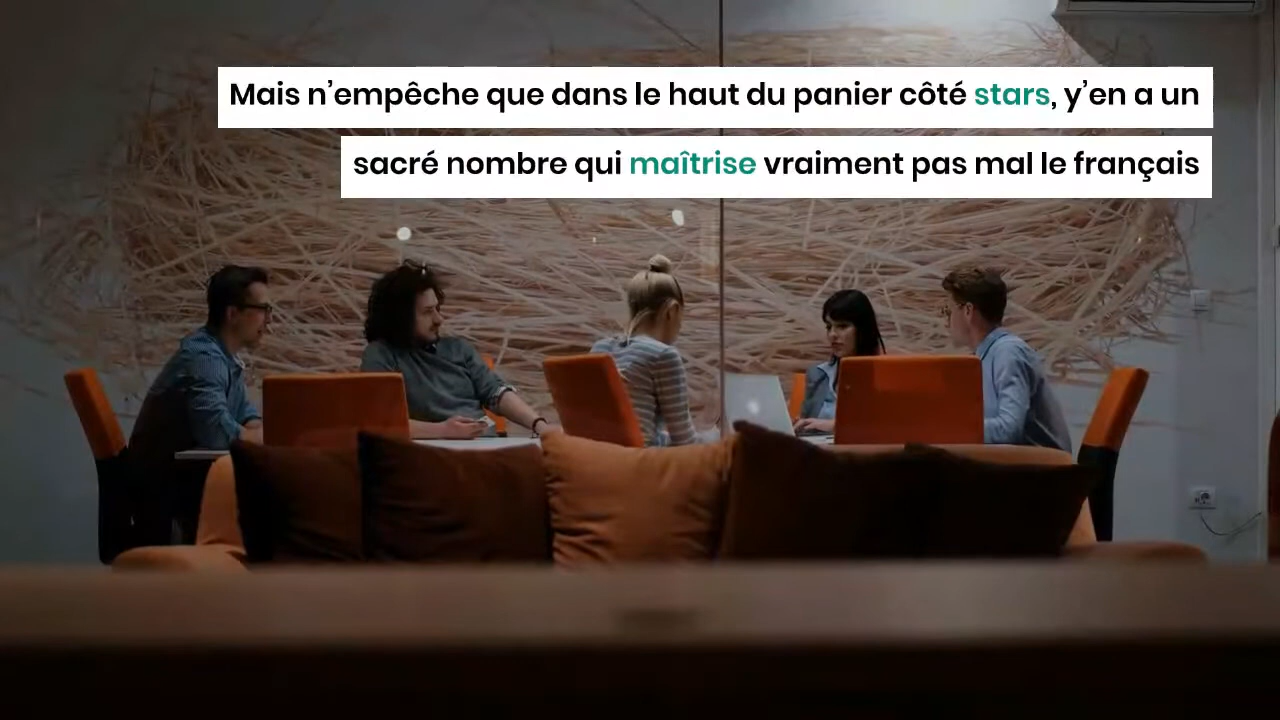 Mais n’empêche que dans le haut du panier côté stars, y’en a un
sacré nombre qui maîtrise vraiment pas mal le français